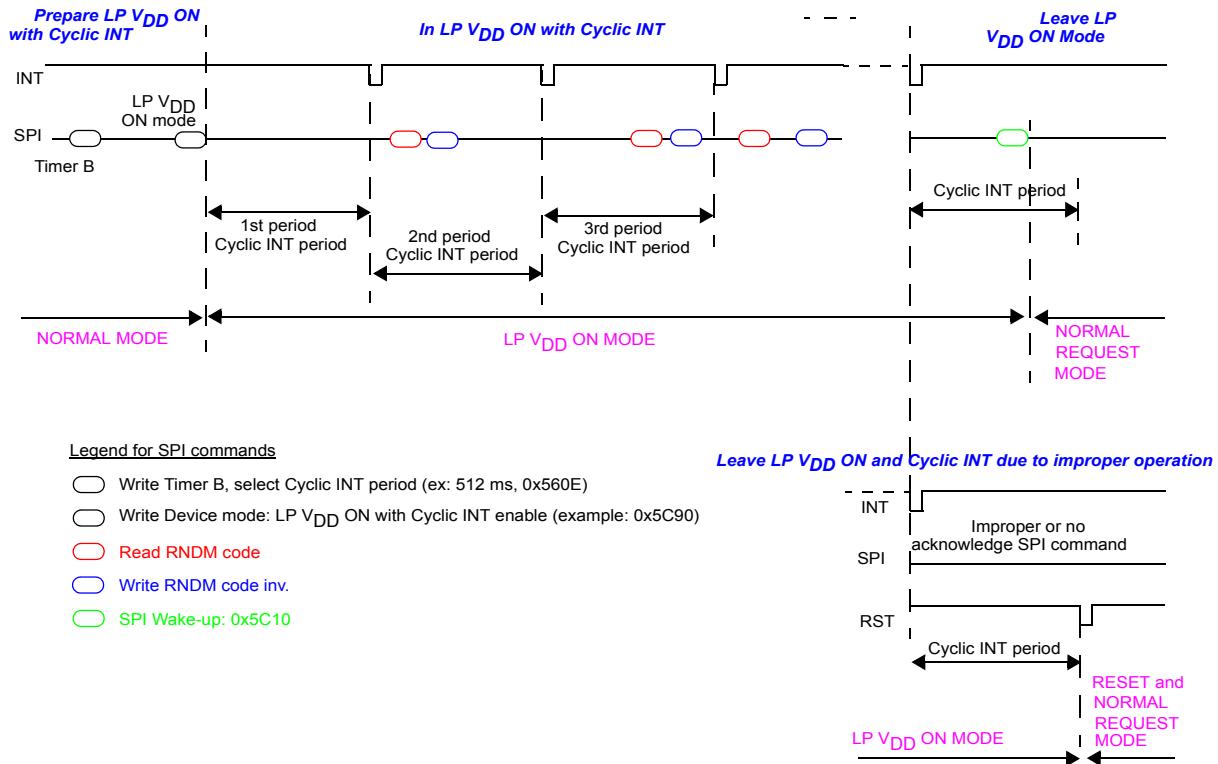 Prepare LP VDD ON
with Cyclic INT
In LP VDD ON with Cyclic INT
Leave LP
VDD ON Mode
INT
LP VDD
ON mode
SPI
Timer B
1st period
Cyclic INT period
2nd period
Cyclic INT period
3rd period
Cyclic INT period
Cyclic INT period
NORMAL MODE
LP VDD ON MODE
NORMAL
REQUEST
MODE
Legend for SPI commands
Write Timer B, select Cyclic INT period (ex: 512 ms, 0x560E)
Write Device mode: LP VDD ON with Cyclic INT enable (example: 0x5C90)
Read RNDM code
Write RNDM code inv.
SPI Wake-up: 0x5C10
Leave LP VDD ON and Cyclic INT due to improper operation
INT
Improper or no
acknowledge SPI command
SPI
RST
Cyclic INT period
RESET and
NORMAL
REQUEST
MODE
LP VDD ON MODE